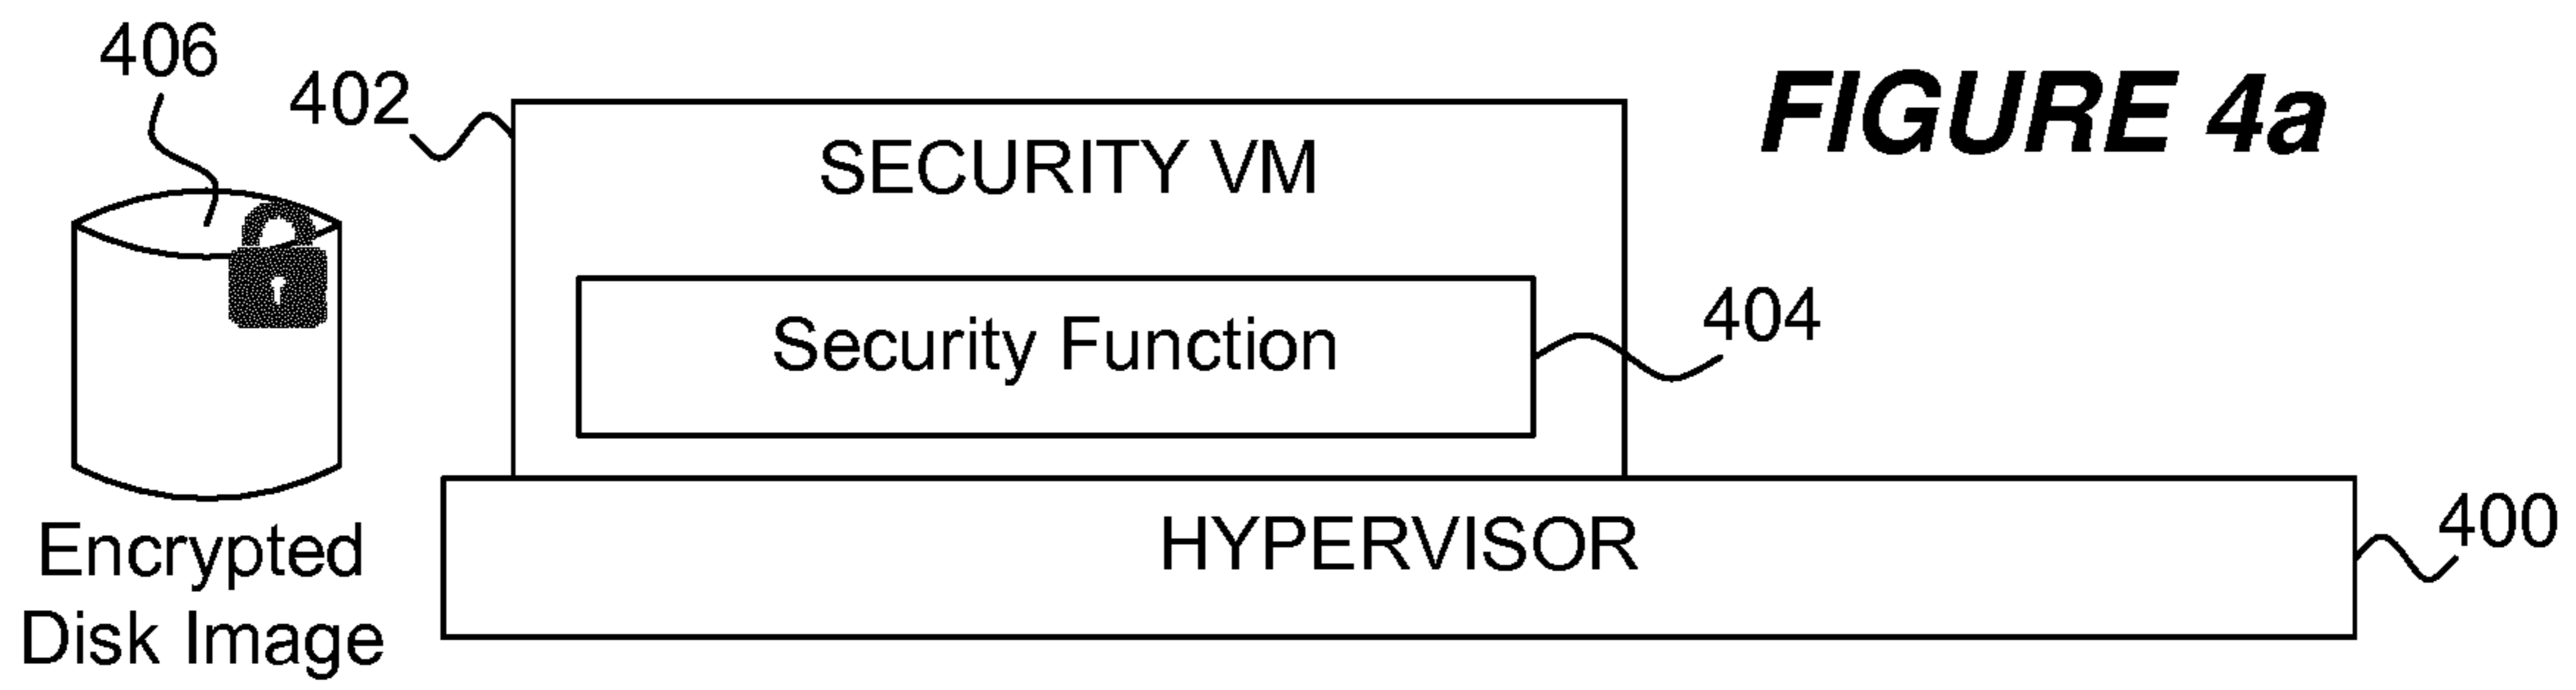 406
402
FIGURE 4a
SECURITY VM
404
Security Function
400
HYPERVISOR
Encrypted
Disk Image